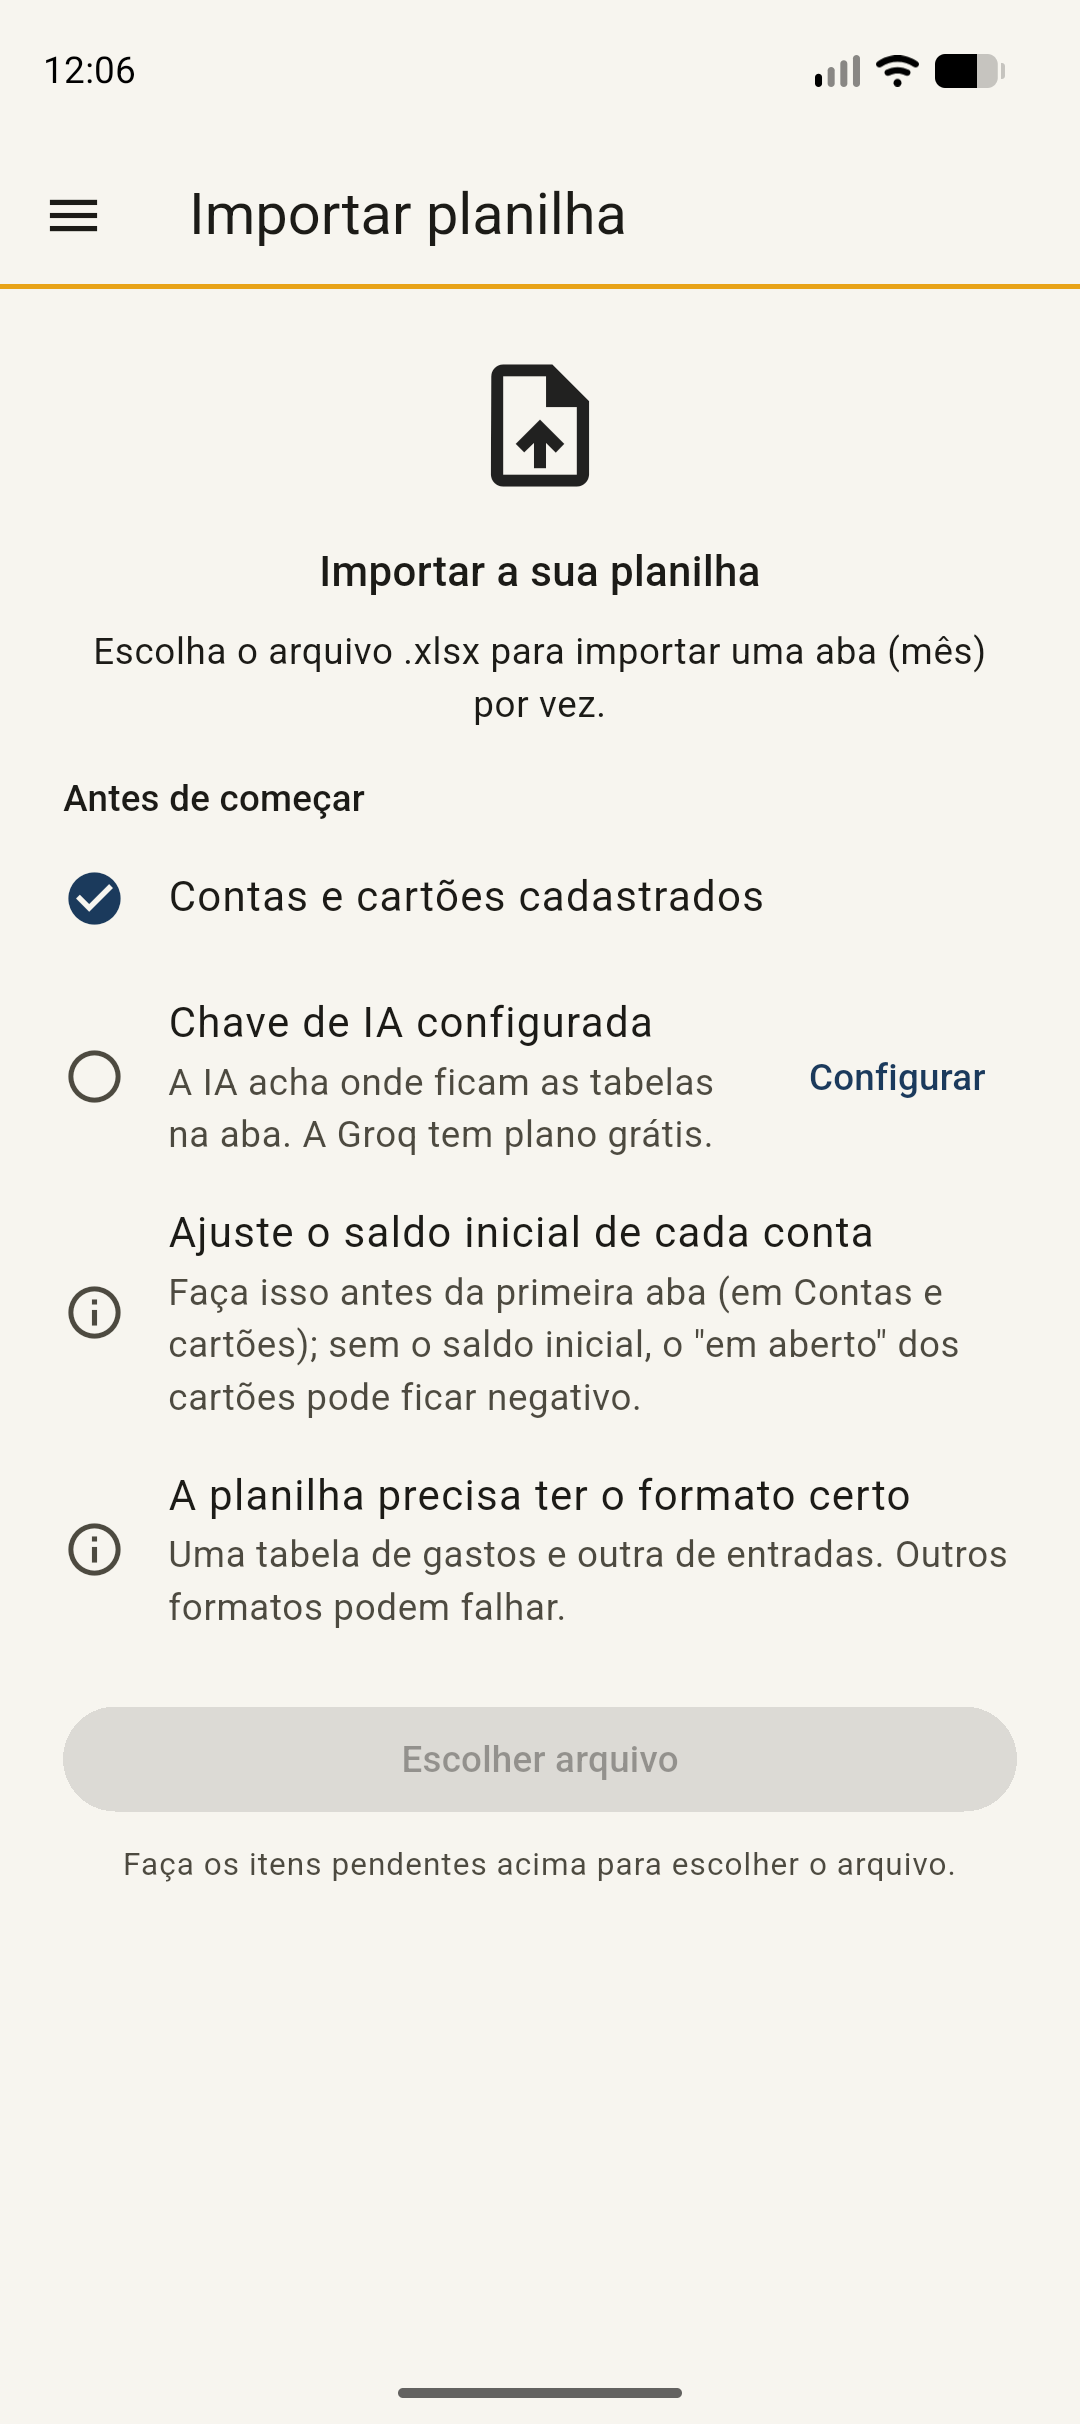 12:06
Importar planilha
Importar a sua planilha
Escolha o arquivo .xlsx para importar uma aba (mês)
por vez.
Antes de começar
Contas e cartões cadastrados
Chave de IA configurada
A IA acha onde ficam as tabelas
na aba. A Groq tem plano grátis.
Configurar
Ajuste o saldo inicial de cada conta
Faça isso antes da primeira aba (em Contas e
cartões); sem o saldo inicial, o "em aberto" dos
cartões pode ficar negativo.
A planilha precisa ter o formato certo
Uma tabela de gastos e outra de entradas. Outros
formatos podem falhar.
Escolher arquivo
Faça os itens pendentes acima para escolher o arquivo.